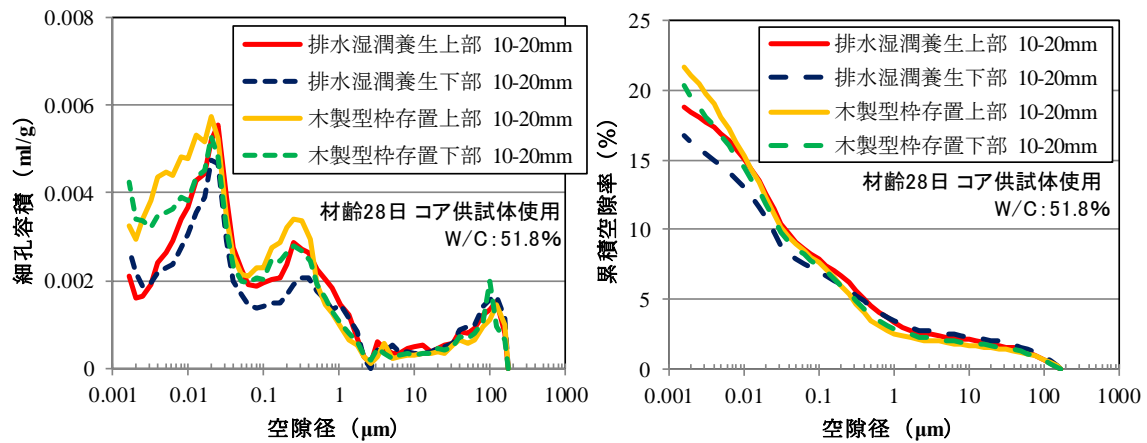 0.008
0.006
0.004
0.002
0
細孔容積 (ml/g)
排水湿潤養生上部 10-20mm
排水湿潤養生下部 10-20mm
木製型枠存置上部 10-20mm
木製型枠存置下部 10-20mm
材齢28日 コア供試体使用
W/C:51.8%
0.001 0.01 0.1 1 10 100 1000
空隙径 (μm)
25
20
15
10
5
0
累積空隙率 (%)
排水湿潤養生上部 10-20mm
排水湿潤養生下部 10-20mm
木製型枠存置上部 10-20mm
木製型枠存置下部 10-20mm
材齢28日 コア供試体使用
W/C:51.8%
0.001 0.01 0.1 1 10 100 1000
空隙径 (μm)